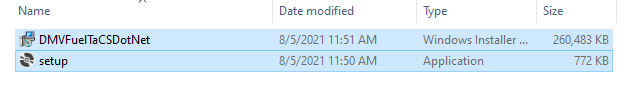 Name Date modified Type Size
DMVFuelTaCSDotNet 8/5/2021 11:51 AM Windows Installer ... 260,483 KB
setup 8/5/2021 11:50 AM Application 772 KB